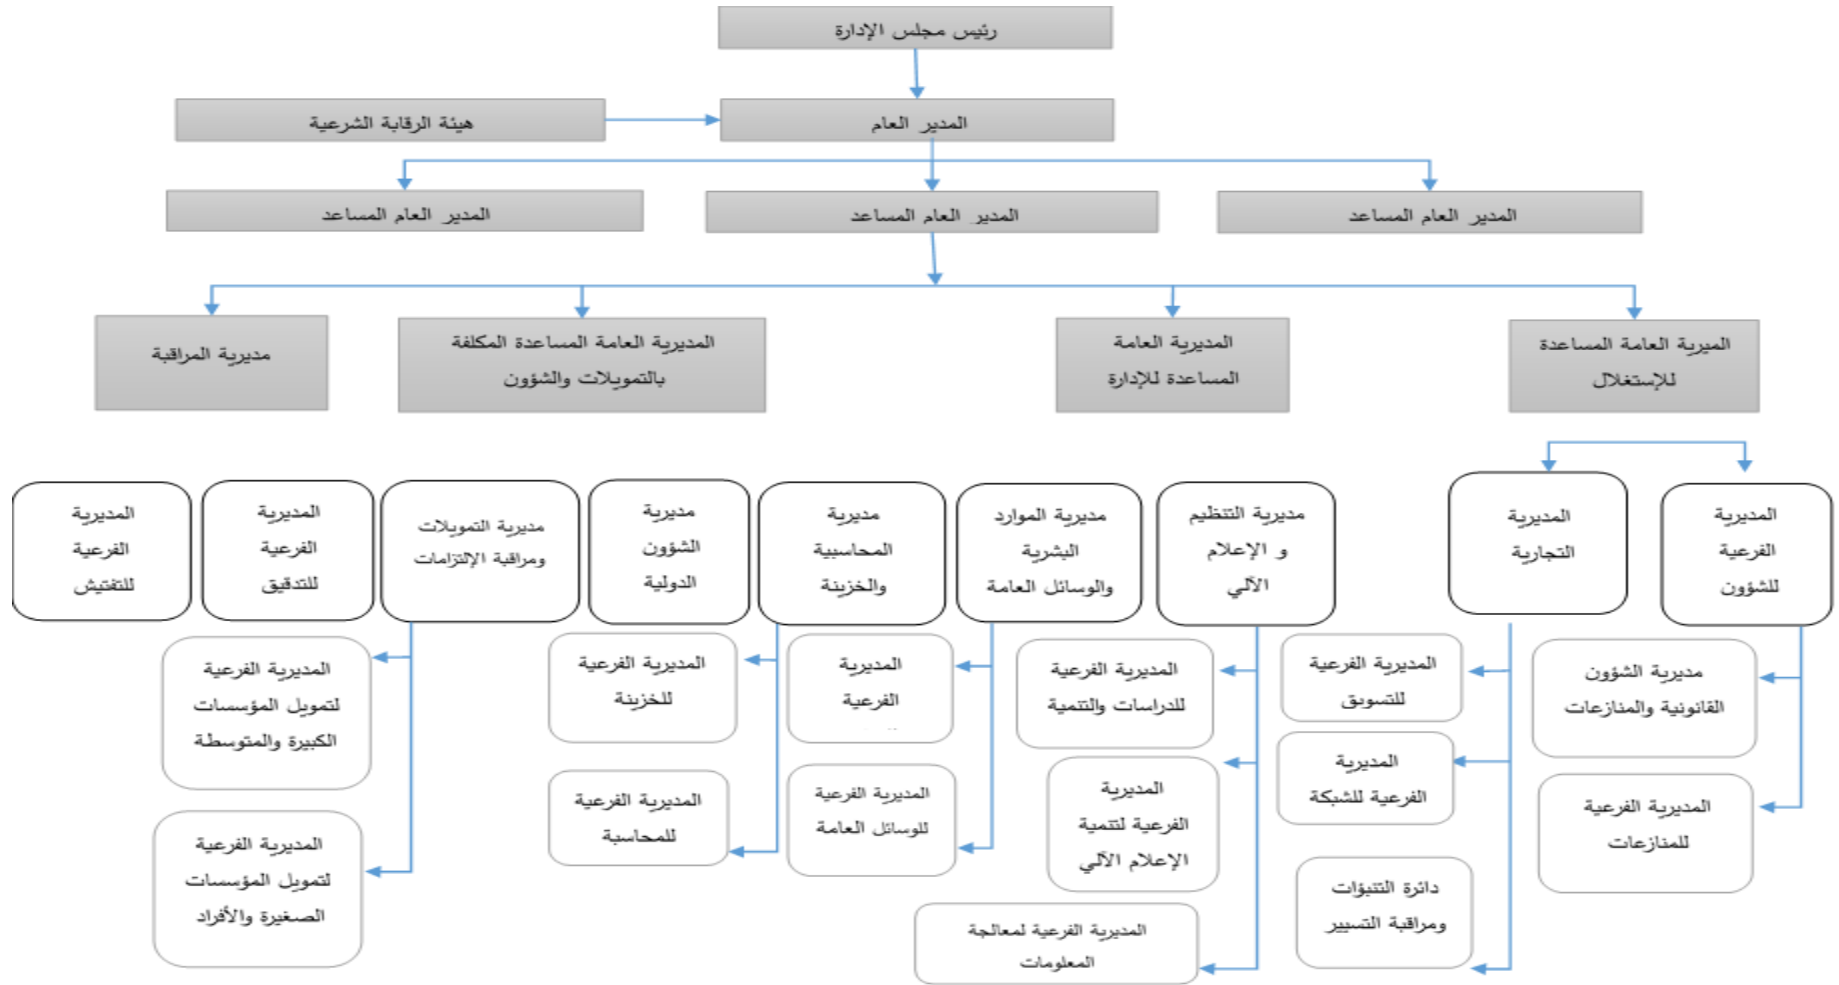 رئيس مجلس الإدارة
المدير العام
هيئة الرقابة الشرعية
المدير العام المساعد
المدير العام المساعد
المدير العام المساعد
الميرية العامة المساعدة
للإستغلال
المديرية العامة
المساعدة للإدارة
المديرية العامة المساعدة المكلفة
بالتمويلات والشؤون
مديرية المراقبة
المديرية
الفرعية
للشؤون
المديرية
التجارية
مديرية التنظيم
و الإعلام
الآلي
مديرية الموارد
البشرية
والوسائل العامة
مديرية
المحاسبية
والخزينة
مديرية
الشؤون
الدولية
مديرية التمويلات
ومراقبة الإلتزامات
المديرية
الفرعية
للتدقيق
المديرية
الفرعية
للتفتيش
مديرية الشؤون
القانونية والمنازعات
المديرية الفرعية
للمنازعات
المديرية الفرعية
للتسويق
المديرية
الفرعية للشبكة
دائرة التنبؤات
ومراقبة التسيير
المديرية الفرعية
للدراسات والتنمية
المديرية
الفرعية لتنمية
الإعلام الآلي
المديرية الفرعية لمعالجة
المعلومات
المديرية
الفرعية
المديرية الفرعية
للوسائل العامة
المديرية الفرعية
للخزينة
المديرية الفرعية
للمحاسبة
المديرية الفرعية
لتمويل المؤسسات
الكبيرة والمتوسطة
المديرية الفرعية
لتمويل المؤسسات
الصغيرة والأفراد